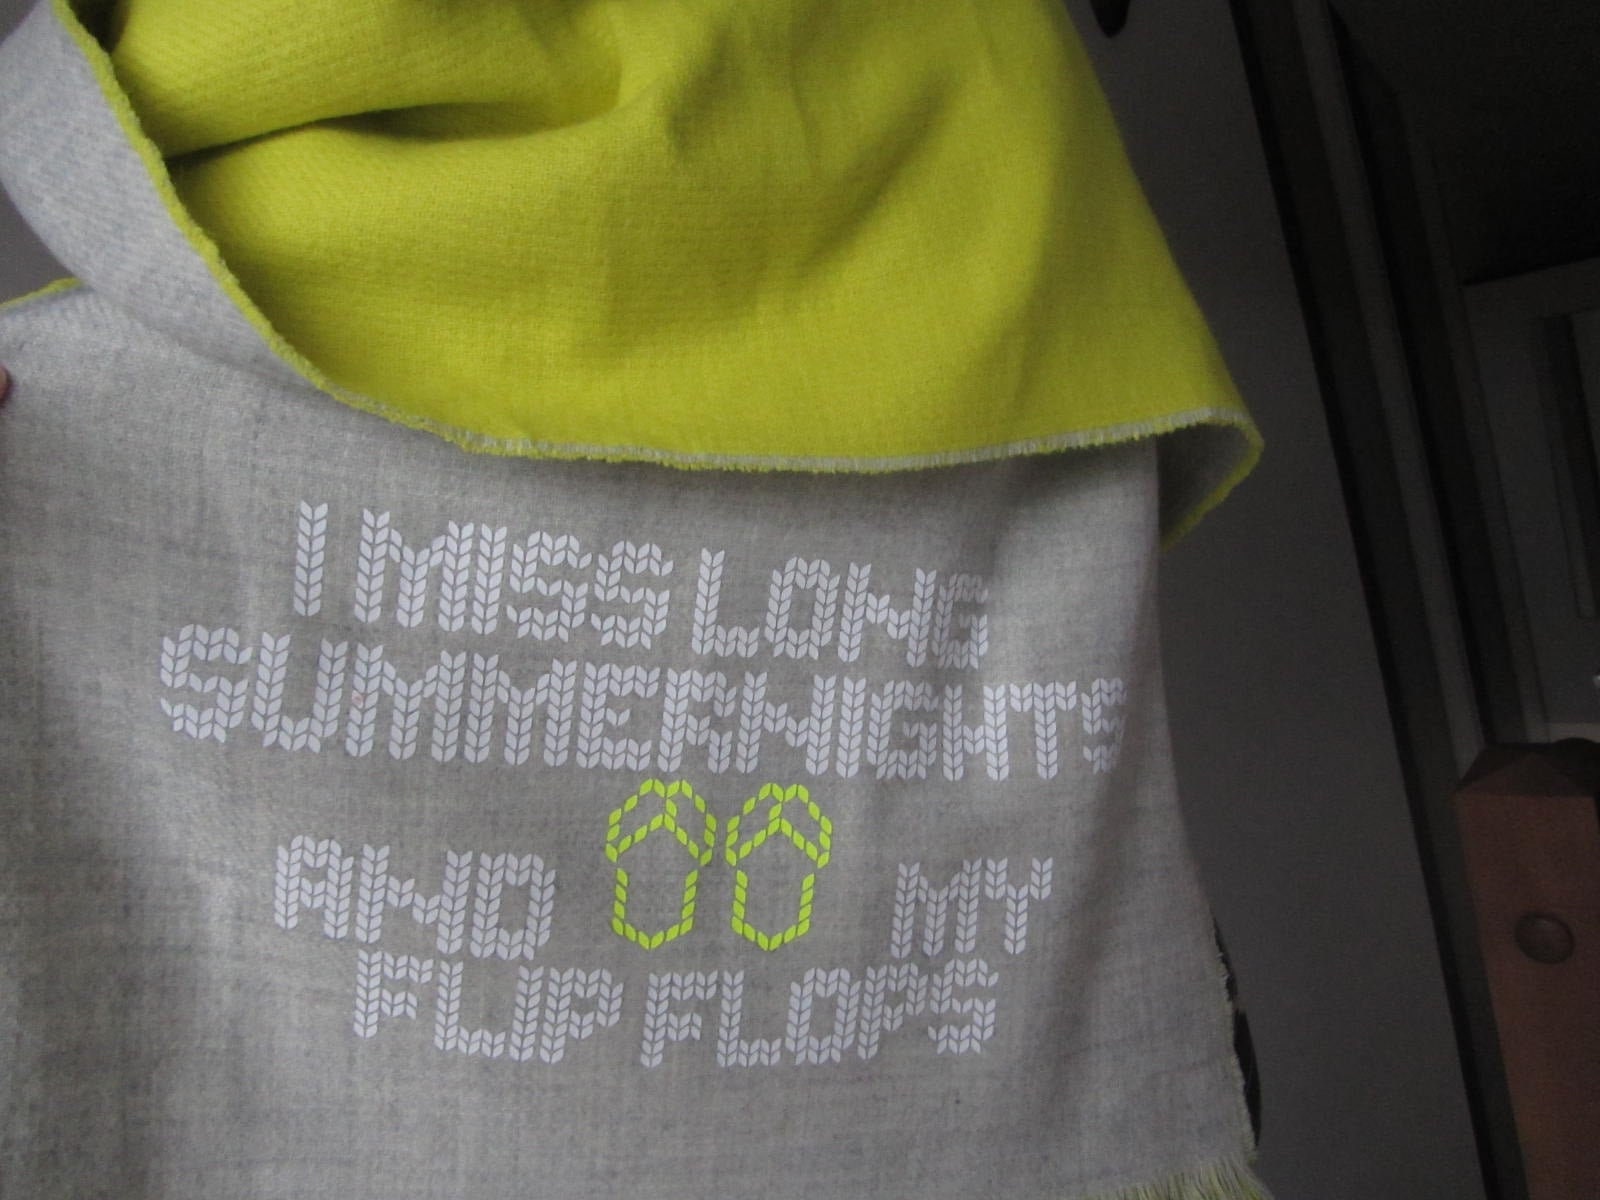 I MISS LONG
SUMMERNIGHTS
AND MY
FLIP FLOPS